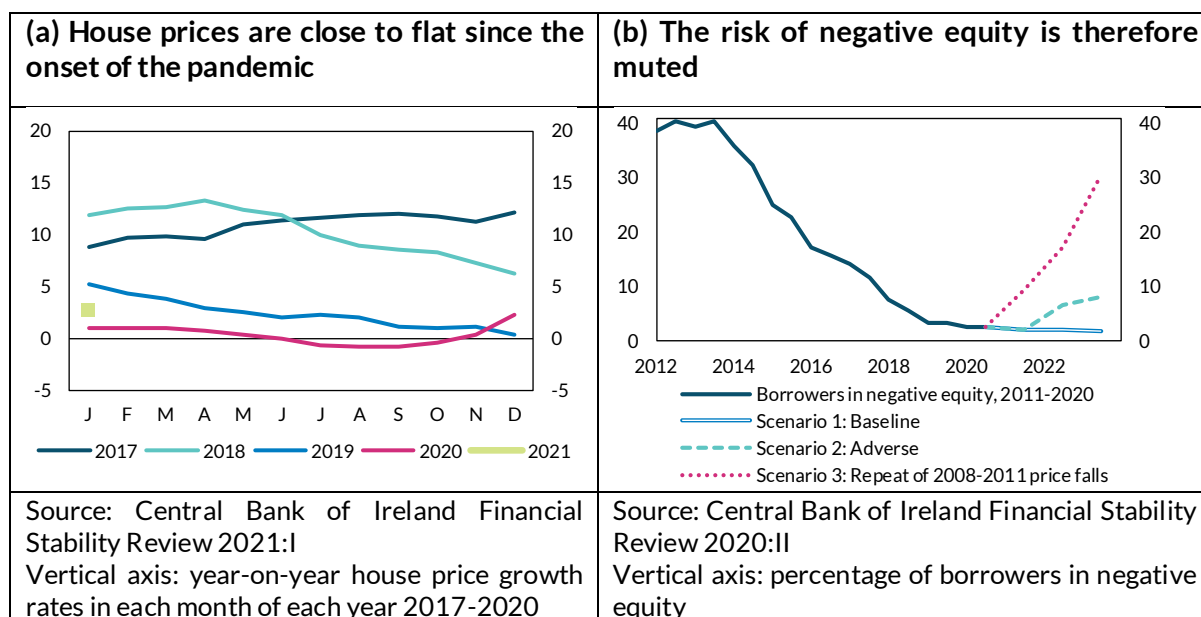 (a) House prices are close to flat since the
onset of the pandemic
20 20
15 15
10 10
5 5
0 0
-5 -5
J F M A M J J A S O N D
2017 2018 2019 2020 2021
Source: Central Bank of Ireland Financial
Stability Review 2021:I
Vertical axis: year-on-year house price growth
rates in each month of each year 2017-2020
(b) The risk of negative equity is therefore
muted
40 40
30 30
20 20
10 10
0 0
2012 2014 2016 2018 2020 2022
Borrowers in negative equity, 2011-2020
Scenario 1: Baseline
Scenario 2: Adverse
Scenario 3: Repeat of 2008-2011 price falls
Source: Central Bank of Ireland Financial Stability
Review 2020:II
Vertical axis: percentage of borrowers in negative
equity